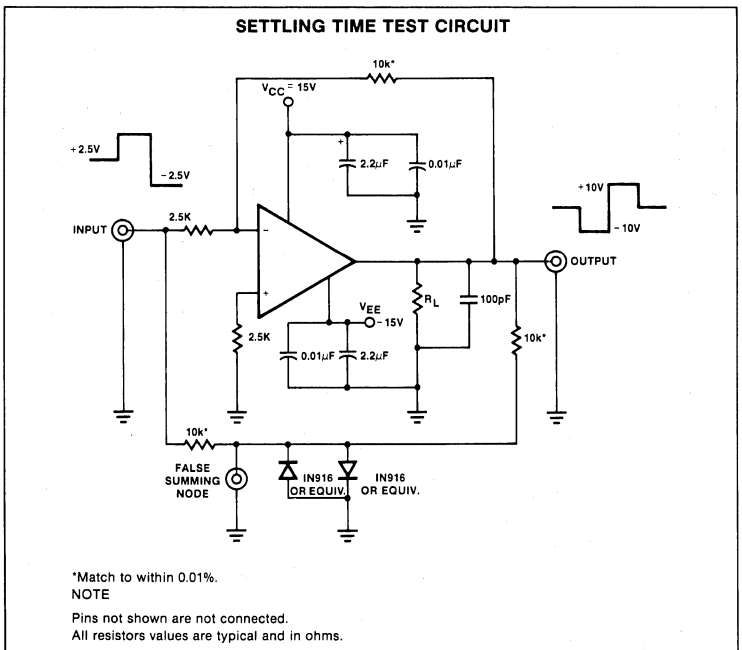 SETTLING TIME TEST CIRCUIT
10k*
VCC = 15V
+
2.2μF
0.01μF
+2.5V
-2.5V
+10V
-10V
2.5K
INPUT
-
OUTPUT
+
RL
100pF
VEE
-15V
2.5K
0.01μF
2.2μF
10k*
10k*
FALSE
SUMMING
NODE
IN916
OR EQUIV.
IN916
OR EQUIV.
*Match to within 0.01%.
NOTE
Pins not shown are not connected.
All resistors values are typical and in ohms.